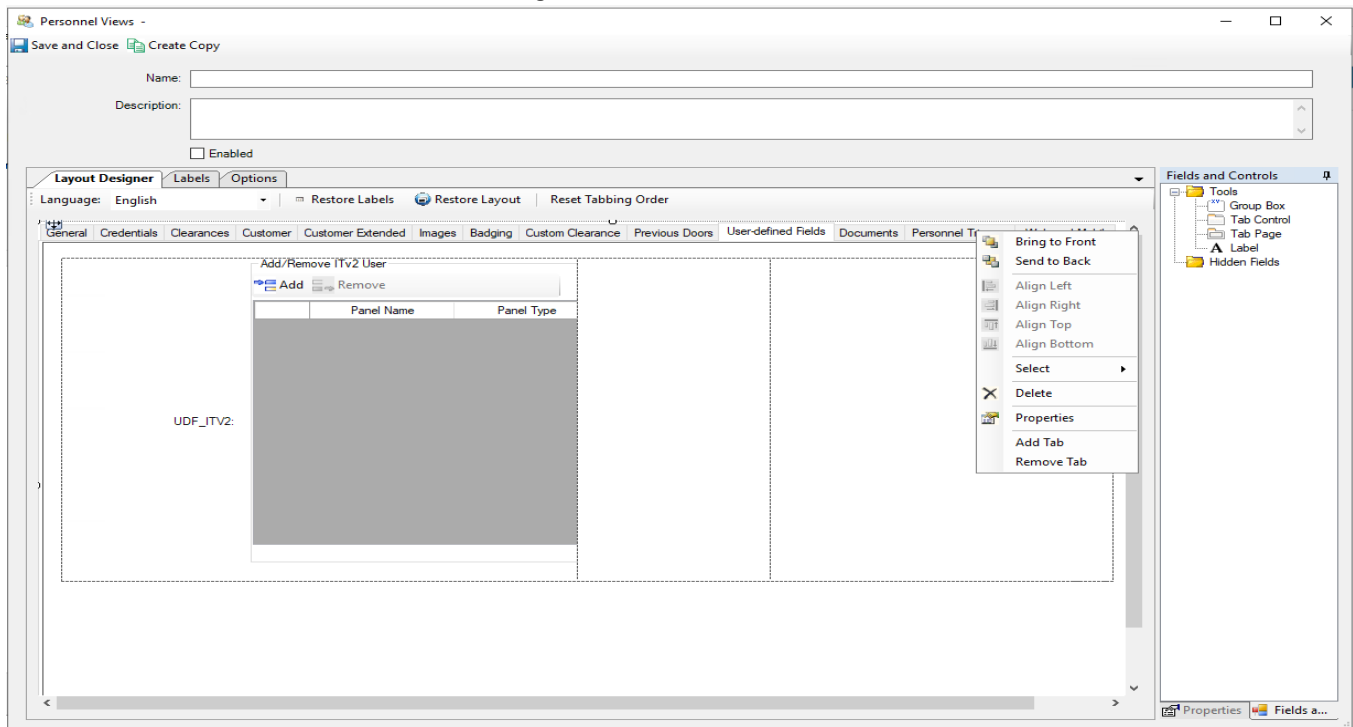 Personnel Views -
Save and Close Create Copy
Name:
Description:
Enabled
Layout Designer Labels Options
Language: English Restore Labels Restore Layout Reset Tabbing Order
General Credentials Clearances Customer Customer Extended Images Badging Custom Clearance Previous Doors User-defined Fields Documents Personnel
Add/Remove ITv2 User
Add Remove
Panel Name Panel Type
UDF_ITV2:
Bring to Front
Send to Back
Align Left
Align Right
Align Top
Align Bottom
Select
Delete
Properties
Add Tab
Remove Tab
Fields and Controls
Tools
Group Box
Tab Control
Tab Page
A Label
Hidden Fields
Properties Fields a...